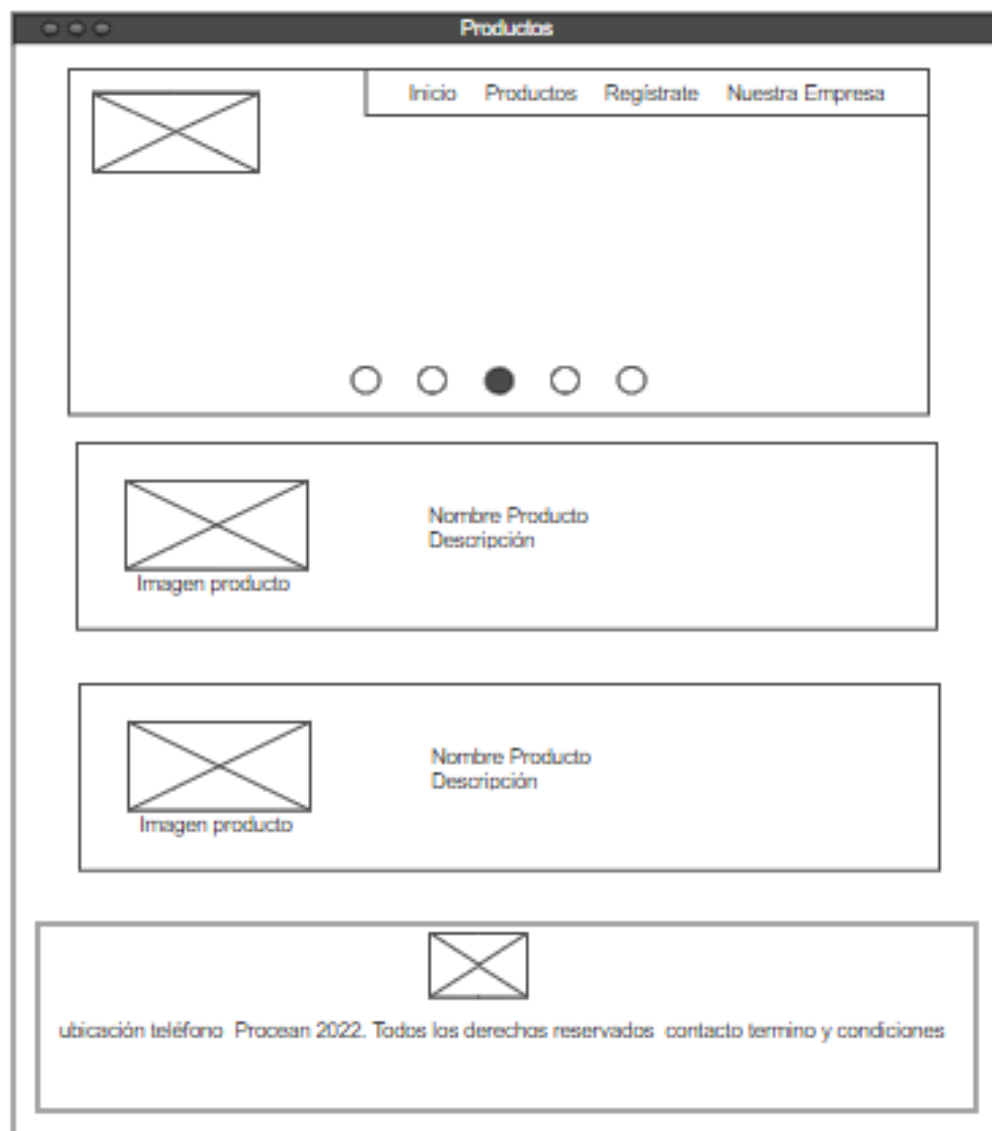 Productos
Inicio Productos Regístrate Nuestra Empresa
Nombre Producto
Descripción
Imagen producto
Nombre Producto
Descripción
Imagen producto
ubicación teléfono Procean 2022. Todos los derechos reservados contacto termino y condiciones